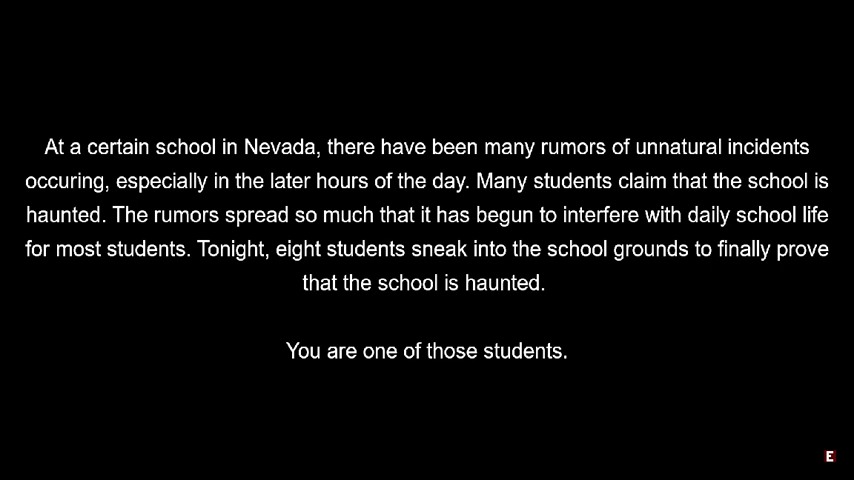 At a certain school in Nevada, there have been many rumors of unnatural incidents
occuring, especially in the later hours of the day. Many students claim that the school is
haunted. The rumors spread so much that it has begun to interfere with daily school life
for most students. Tonight, eight students sneak into the school grounds to finally prove
that the school is haunted.
You are one of those students.
E